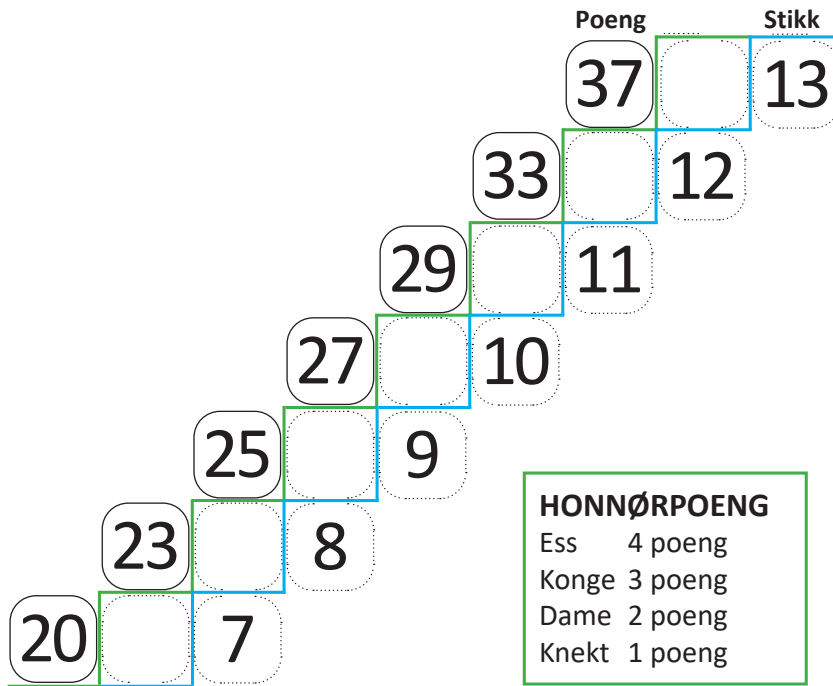 Poeng Stikk
37 13
33 12
29 11
27 10
25 9
23 8
20 7
HONNØRPOENG
Ess 4 poeng
Konge 3 poeng
Dame 2 poeng
Knekt 1 poeng